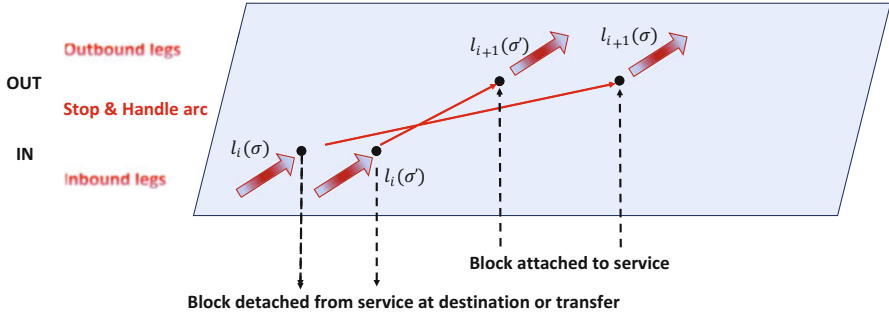 Outbound legs
l_{i+1}(σ')
l_{i+1}(σ)
OUT
Stop & Handle arc
IN
l_i(σ)
l_i(σ')
Inbound legs
Block attached to service
Block detached from service at destination or transfer